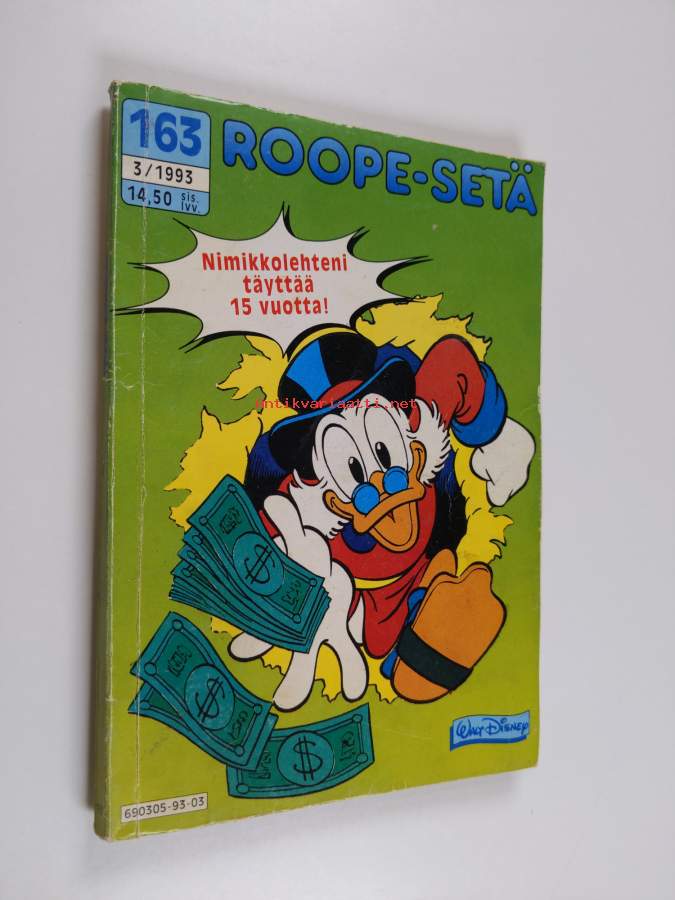 163
ROOPE-SETÄ
3/1993
14,50 sis. lvv.
Nimikkolehteni
täyttää
15 vuotta!
antikvariaatti.net
$
$
$
WALT DISNEY
690305-93-03